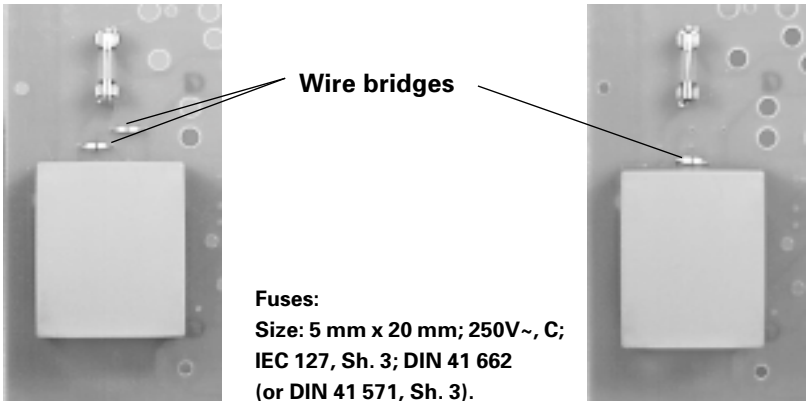 Wire bridges
Fuses:
Size: 5 mm x 20 mm; 250V~, C;
IEC 127, Sh. 3; DIN 41 662
(or DIN 41 571, Sh. 3).